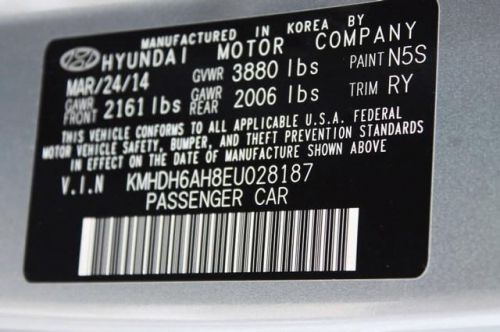 MANUFACTURED IN KOREA BY
HYUNDAI MOTOR COMPANY
MAR/24/14 GVWR 3880 lbs PAINT N5S
GAWR FRONT 2161 lbs GAWR REAR 2006 lbs TRIM RY
THIS VEHICLE CONFORMS TO ALL APPLICABLE U.S.A. FEDERAL
MOTOR VEHICLE SAFETY, BUMPER, AND THEFT PREVENTION STANDARDS
IN EFFECT ON THE DATE OF MANUFACTURE SHOWN ABOVE.
V.I.N KMHDH6AH8EU028187
PASSENGER CAR